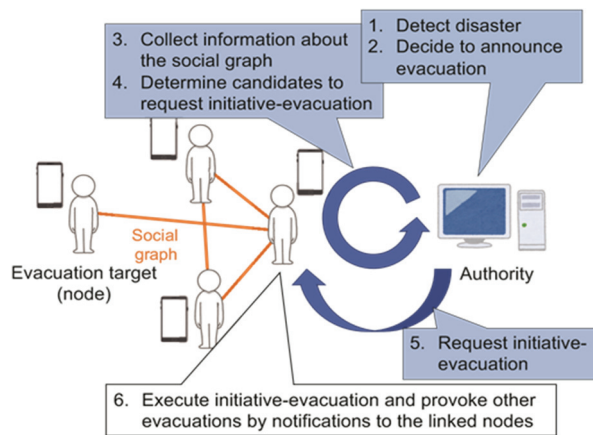 1. Detect disaster
2. Decide to announce
evacuation
3. Collect information about
the social graph
4. Determine candidates to
request initiative-evacuation
Social
graph
Evacuation target
(node)
Authority
5. Request initiative-
evacuation
6. Execute initiative-evacuation and provoke other
evacuations by notifications to the linked nodes